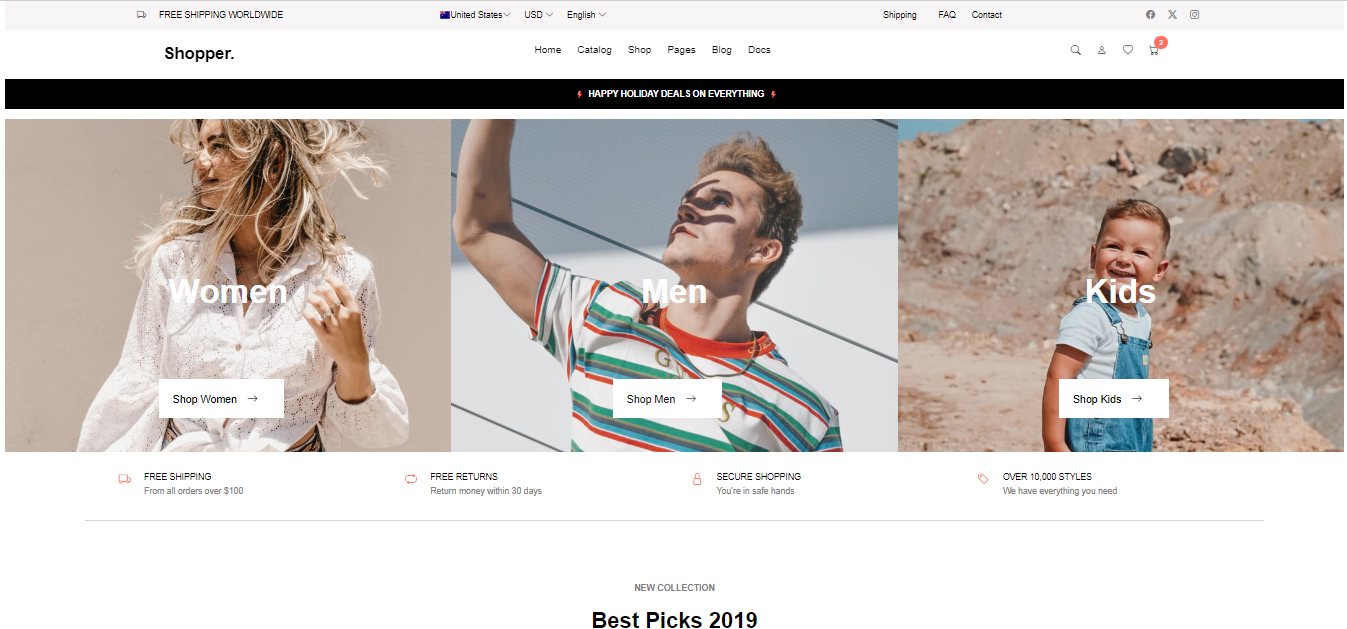 FREE SHIPPING WORLDWIDE United States USD English Shipping FAQ Contact
Shopper. Home Catalog Shop Pages Blog Docs 2
HAPPY HOLIDAY DEALS ON EVERYTHING
Women Men Kids
Shop Women Shop Men Shop Kids
FREE SHIPPING FREE RETURNS SECURE SHOPPING OVER 10,000 STYLES
From all orders over $100 Return money within 30 days You're in safe hands We have everything you need
NEW COLLECTION
Best Picks 2019